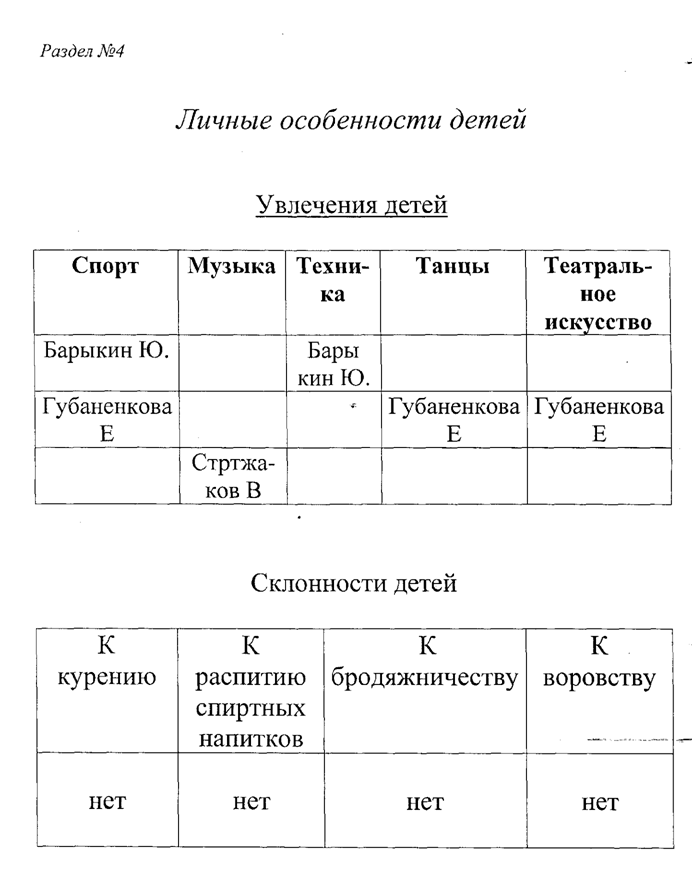 Раздел №4
Личные особенности детей
Увлечения детей
Спорт Музыка Техни- Танцы Театраль-
ка ное
искусство
Барыкин Ю. Бары
кин Ю.
Губаненкова Губаненкова Губаненкова
Е Е Е
Стртжа-
ков В
Склонности детей
К К К К
курению распитию бродяжничеству воровству
спиртных
напитков
нет нет нет нет